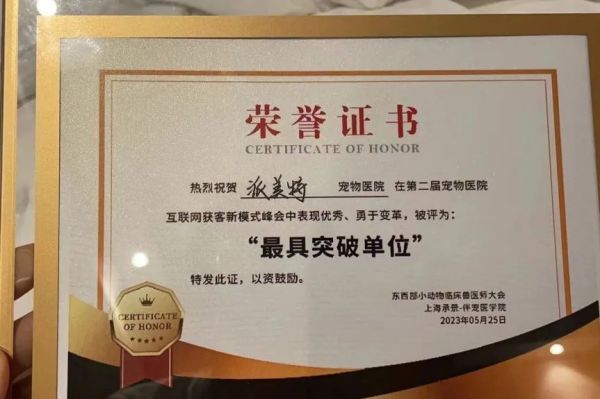 荣誉证书
CERTIFICATE OF HONOR
热烈祝贺 派美特 宠物医院 在第二届宠物医院
互联网获客新模式峰会中表现优秀、勇于变革，被评为：
“最具突破单位”
特发此证，以资鼓励。
东西部小动物临床兽医师大会
上海承景-伴宠医学院
2023年05月25日
CERTIFICATE
OF HONOR